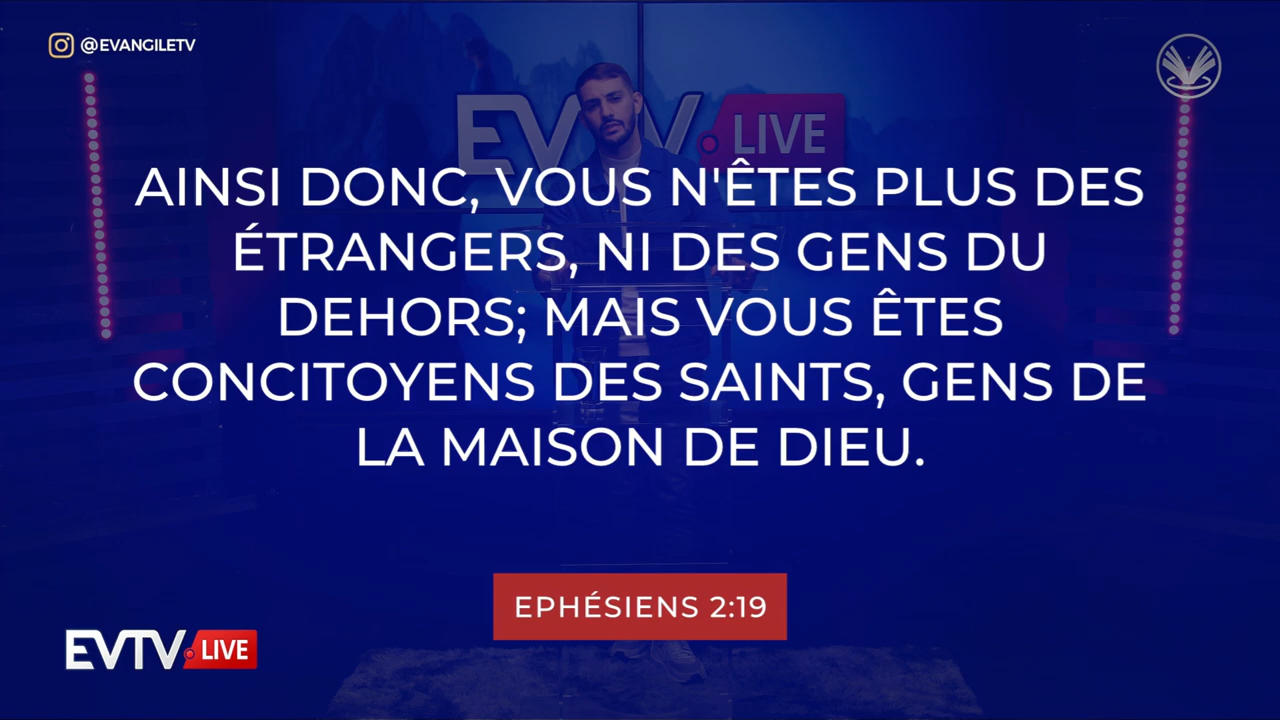 @EVANGILETV
EVTV LIVE
AINSI DONC, VOUS N'ÊTES PLUS DES
ÉTRANGERS, NI DES GENS DU
DEHORS; MAIS VOUS ÊTES
CONCITOYENS DES SAINTS, GENS DE
LA MAISON DE DIEU.
EPHÉSIENS 2:19
EVTV LIVE